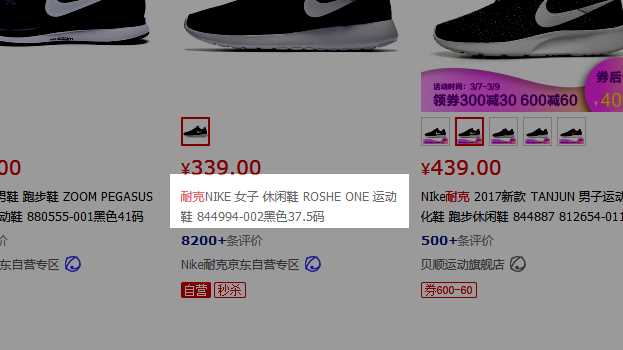 活动时间：3/7-3/9
领券300减30 600减60
券后
¥40
00
¥339.00
¥439.00
男鞋 跑步鞋 ZOOM PEGASUS
动鞋 880555-001黑色41码
耐克NIKE 女子 休闲鞋 ROSHE ONE 运动
鞋 844994-002黑色37.5码
NIke耐克 2017新款 TANJUN 男子运动
化鞋 跑步休闲鞋 844887 812654-011
价
8200+条评价
500+条评价
东自营专区
Nike耐克京东自营专区
贝顺运动旗舰店
自营 秒杀
券600-60